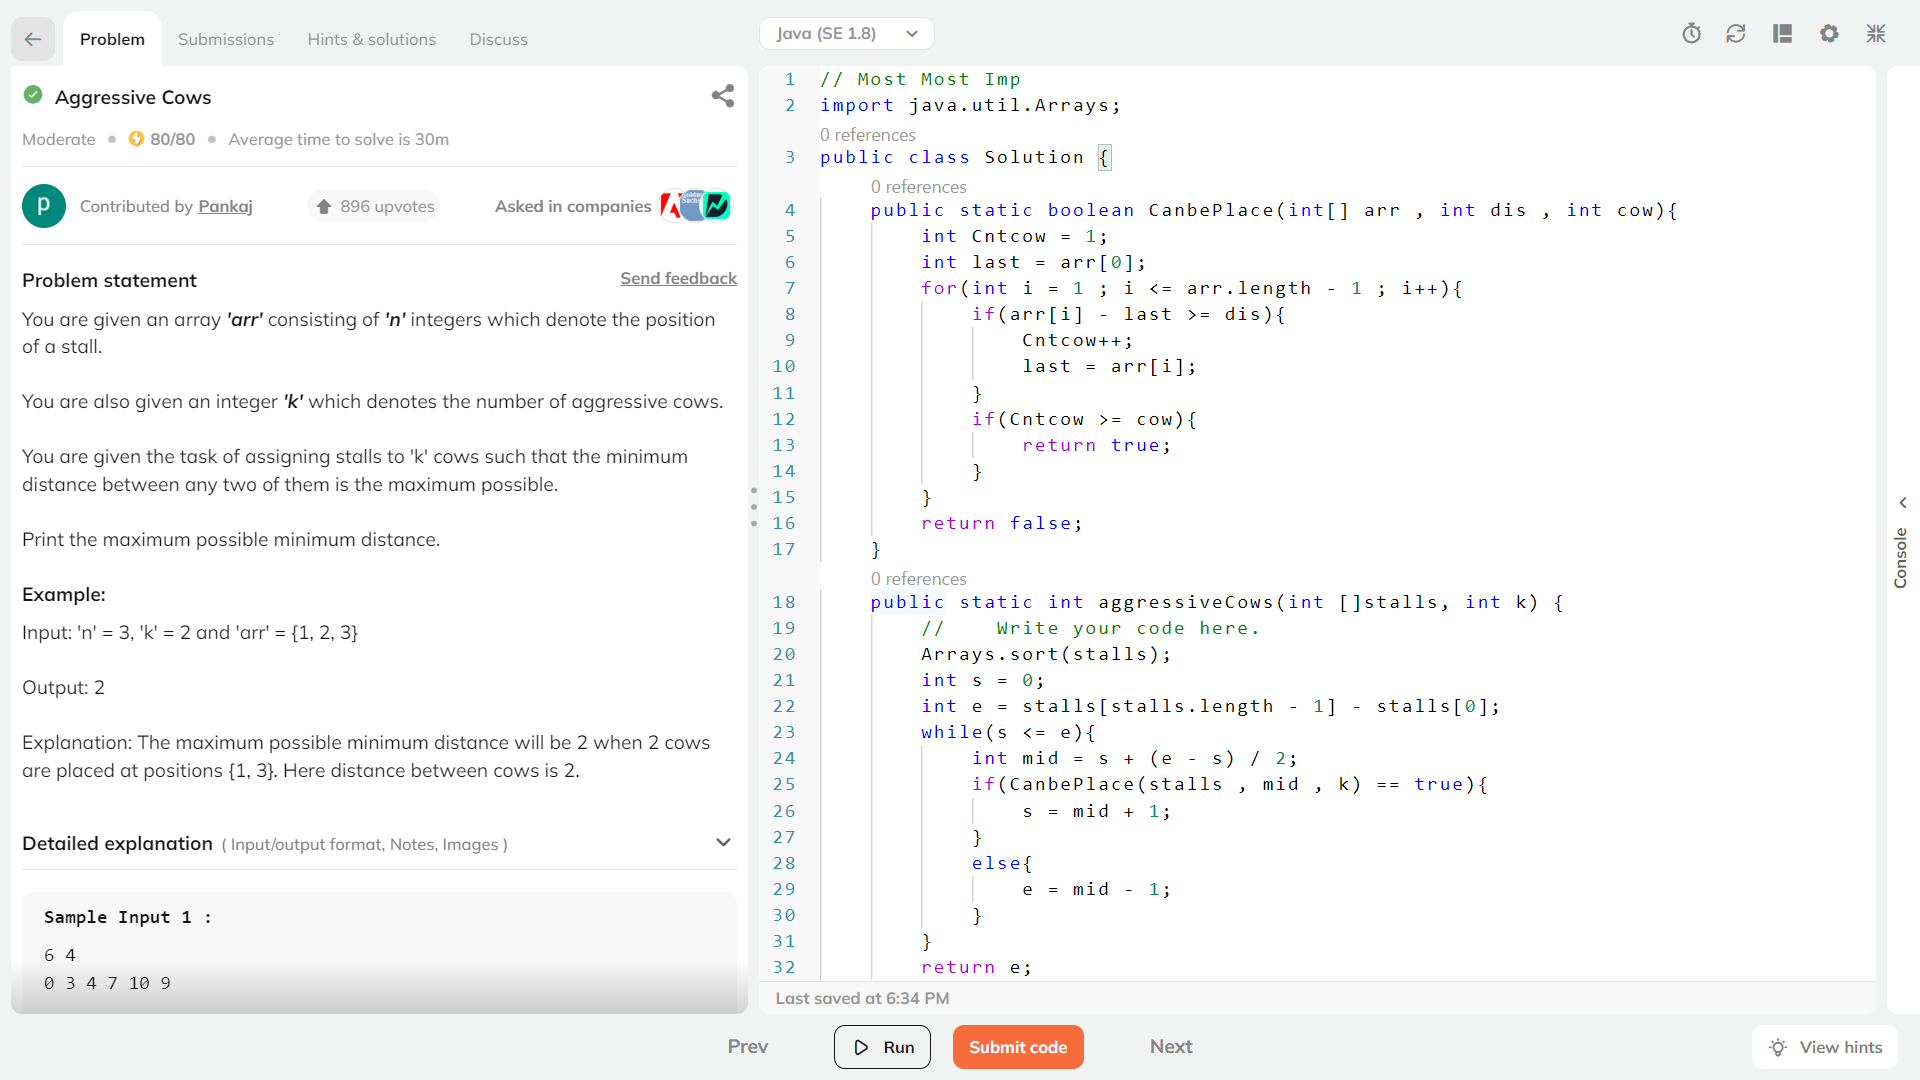 Problem
Submissions
Hints & solutions
Discuss
Java (SE 1.8)
Aggressive Cows
Moderate
80/80
Average time to solve is 30m
p
Contributed by Pankaj
896 upvotes
Asked in companies
Problem statement
Send feedback
You are given an array 'arr' consisting of 'n' integers which denote the position
of a stall.
You are also given an integer 'k' which denotes the number of aggressive cows.
You are given the task of assigning stalls to 'k' cows such that the minimum
distance between any two of them is the maximum possible.
Print the maximum possible minimum distance.
Example:
Input: 'n' = 3, 'k' = 2 and 'arr' = {1, 2, 3}
Output: 2
Explanation: The maximum possible minimum distance will be 2 when 2 cows
are placed at positions {1, 3}. Here distance between cows is 2.
Detailed explanation ( Input/output format, Notes, Images )
Sample Input 1 :
6 4
0 3 4 7 10 9
1 // Most Most Imp
2 import java.util.Arrays;
0 references
3 public class Solution {
0 references
4 public static boolean CanbePlace(int[] arr , int dis , int cow){
5 int Cntcow = 1;
6 int last = arr[0];
7 for(int i = 1 ; i <= arr.length - 1 ; i++){
8 if(arr[i] - last >= dis){
9 Cntcow++;
10 last = arr[i];
11 }
12 if(Cntcow >= cow){
13 return true;
14 }
15 }
16 return false;
17 }
0 references
18 public static int aggressiveCows(int []stalls, int k) {
19 //    Write your code here.
20 Arrays.sort(stalls);
21 int s = 0;
22 int e = stalls[stalls.length - 1] - stalls[0];
23 while(s <= e){
24 int mid = s + (e - s) / 2;
25 if(CanbePlace(stalls , mid , k) == true){
26 s = mid + 1;
27 }
28 else{
29 e = mid - 1;
30 }
31 }
32 return e;
Last saved at 6:34 PM
Console
Prev
Run
Submit code
Next
View hints